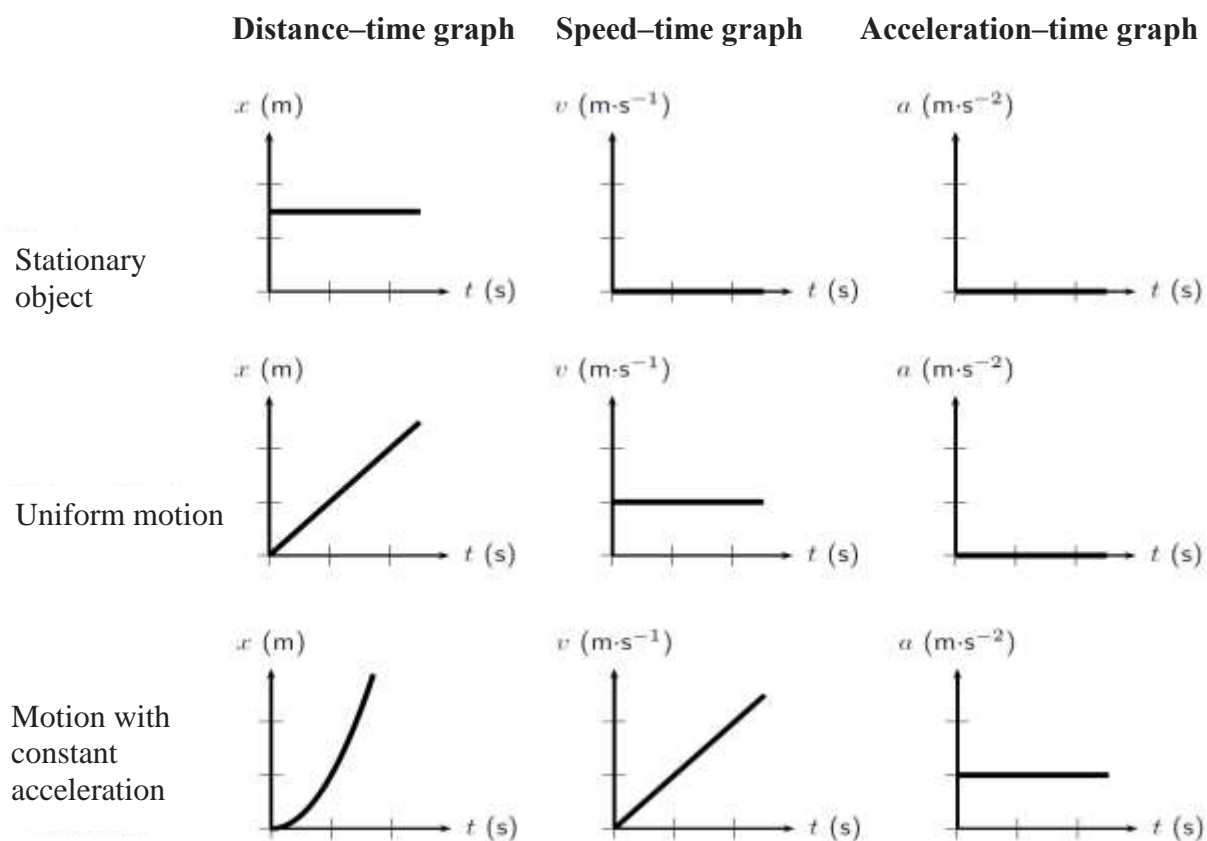 Distance–time graph Speed–time graph Acceleration–time graph
x (m) v (m·s⁻¹) a (m·s⁻²)
Stationary
object
t (s) t (s) t (s)
x (m) v (m·s⁻¹) a (m·s⁻²)
Uniform motion
t (s) t (s) t (s)
x (m) v (m·s⁻¹) a (m·s⁻²)
Motion with
constant
acceleration
t (s) t (s) t (s)